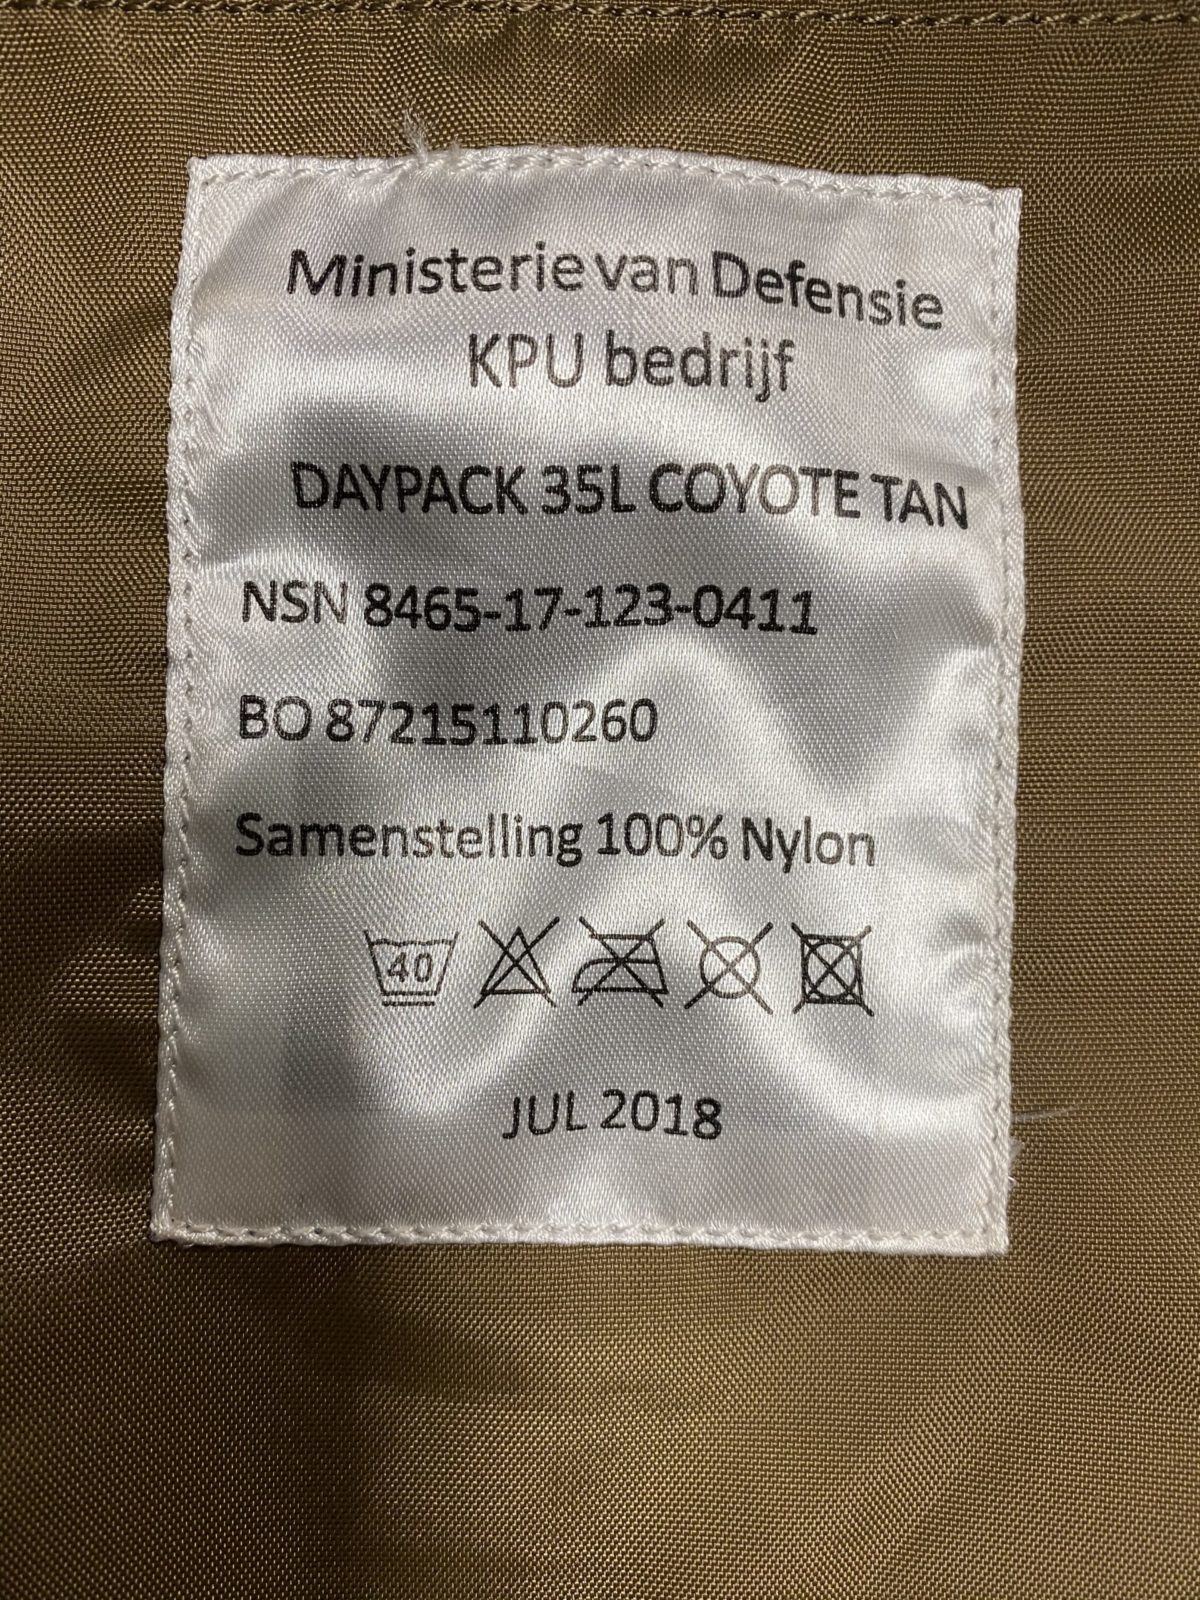 Ministerie van Defensie
KPU bedrijf
DAYPACK 35L COYOTE TAN
NSN 8465-17-123-0411
BO 87215110260
Samenstelling 100% Nylon
40
JUL 2018